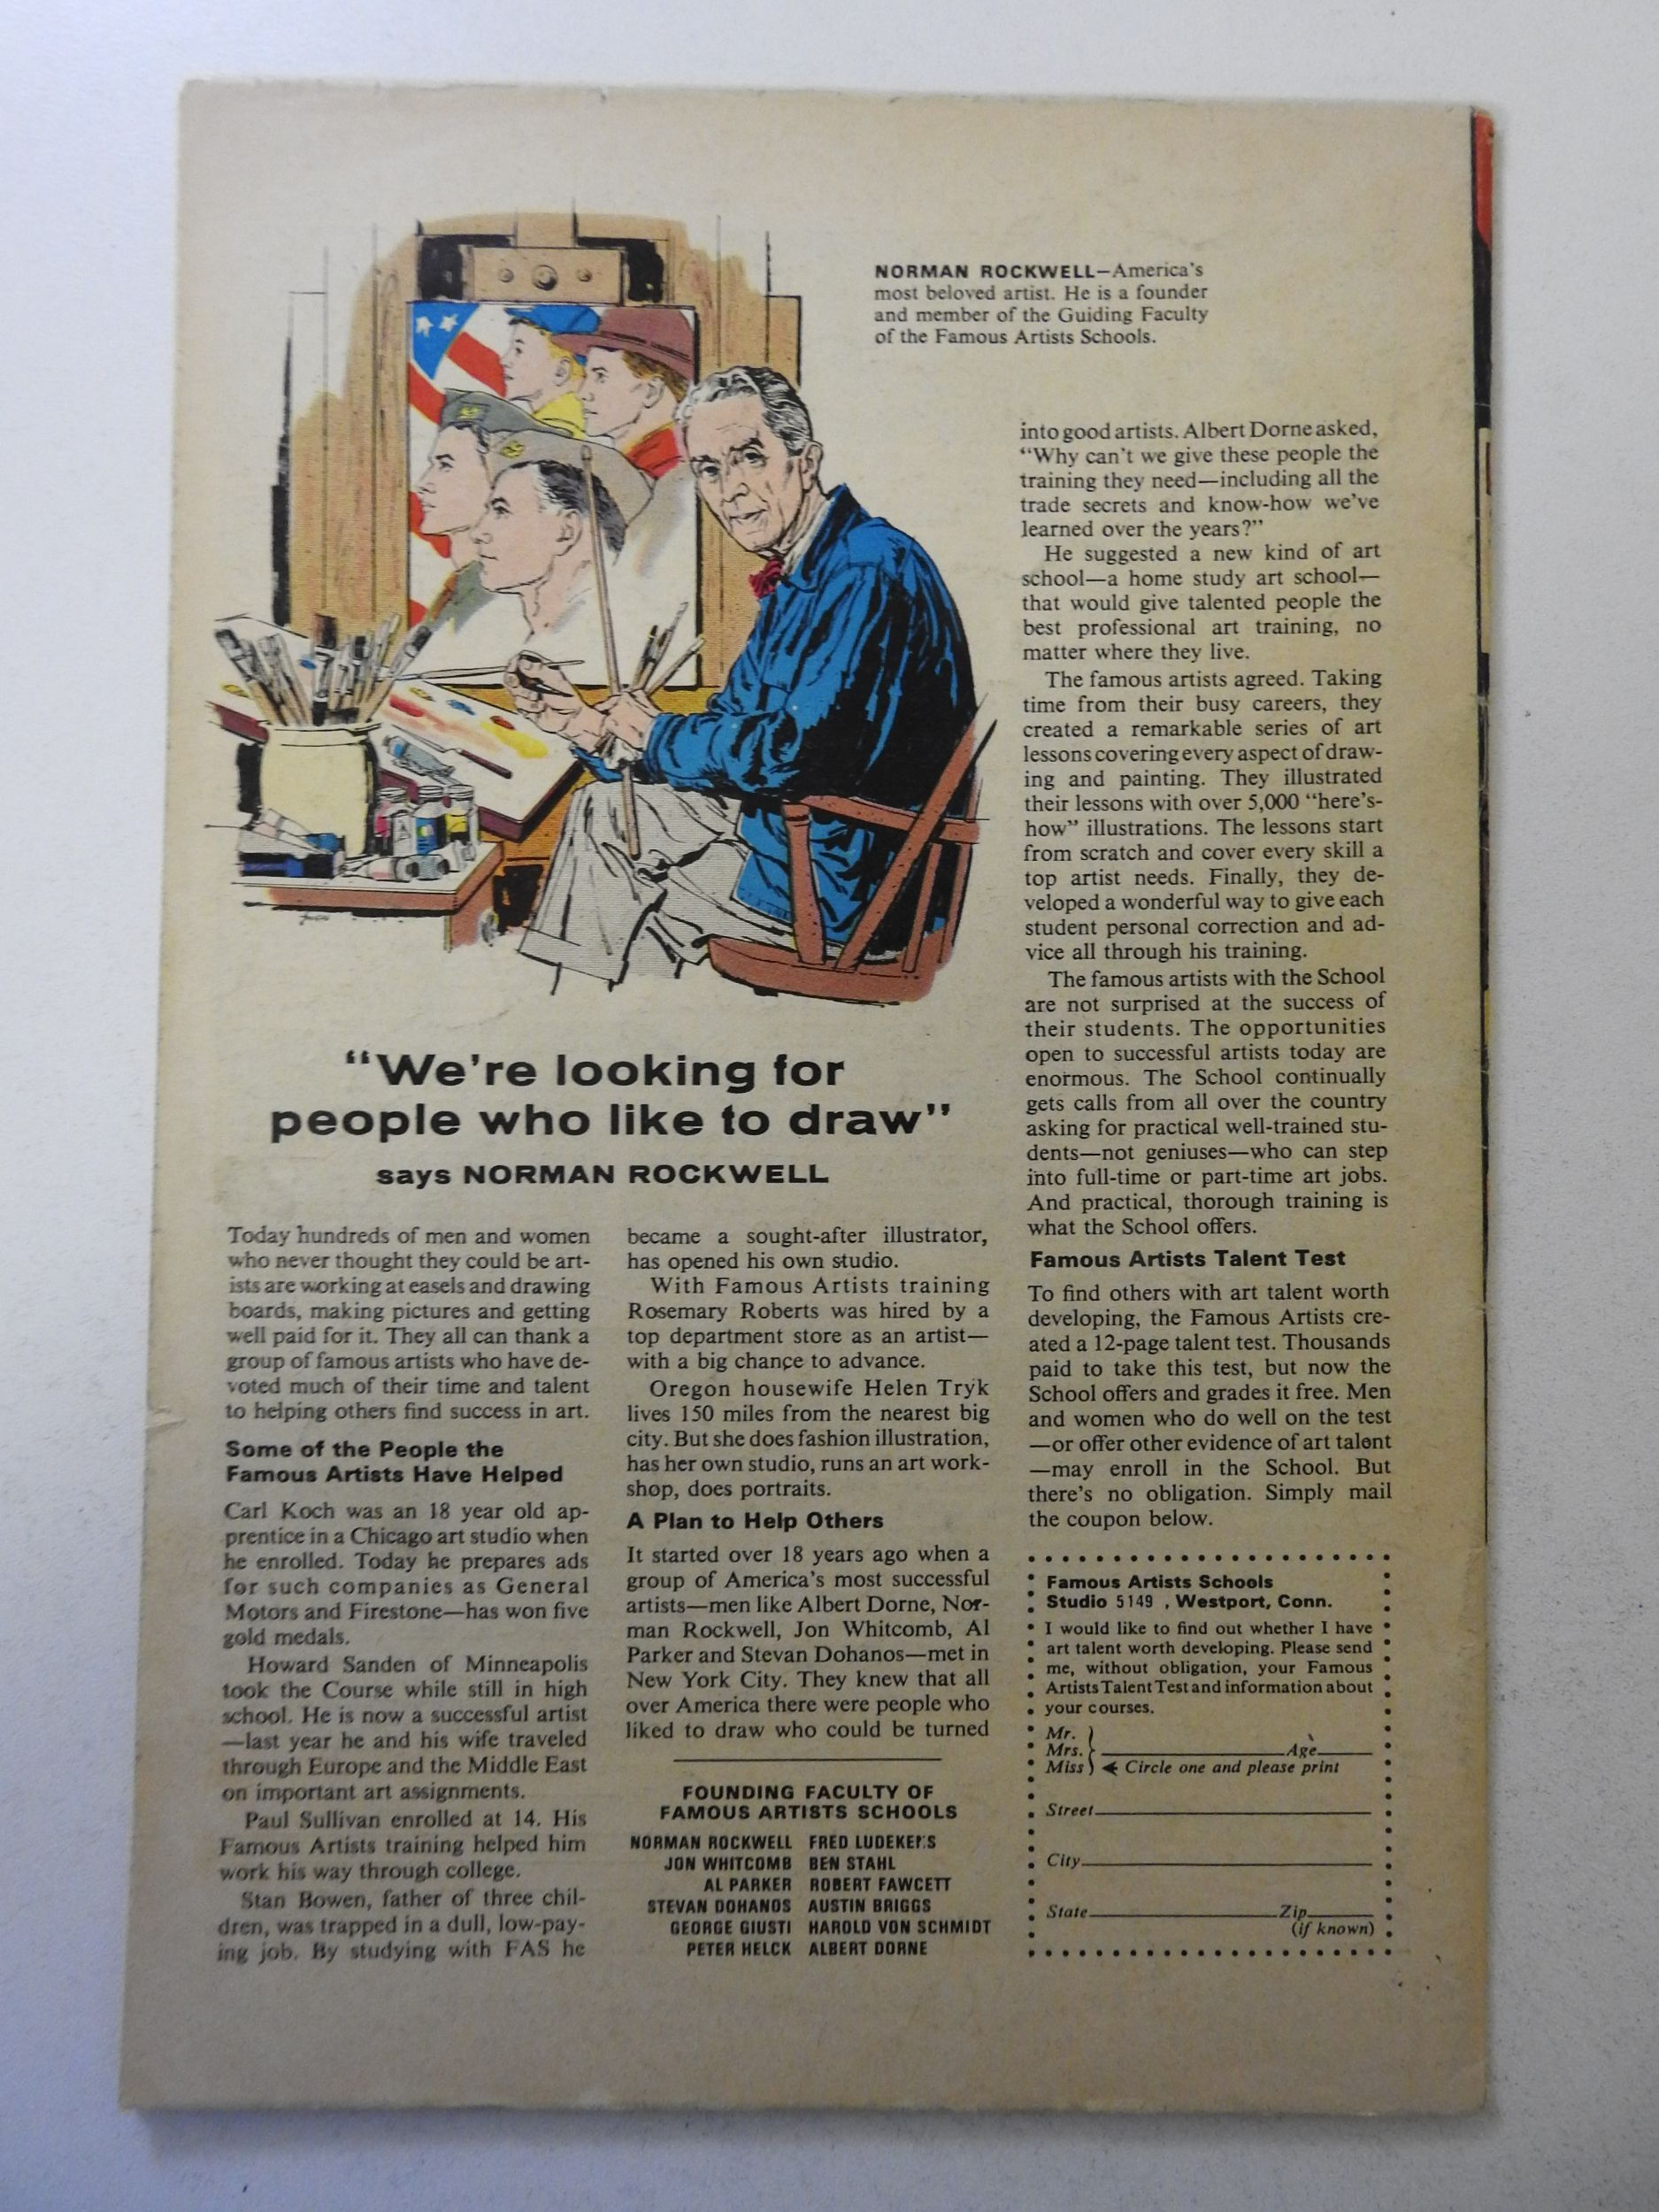 NORMAN ROCKWELL—America's
most beloved artist. He is a founder
and member of the Guiding Faculty
of the Famous Artists Schools.
"We're looking for
people who like to draw"
says NORMAN ROCKWELL
Today hundreds of men and women
who never thought they could be art-
ists are working at easels and drawing
boards, making pictures and getting
well paid for it. They all can thank a
group of famous artists who have de-
voted much of their time and talent
to helping others find success in art.
Some of the People the
Famous Artists Have Helped
Carl Koch was an 18 year old ap-
prentice in a Chicago art studio when
he enrolled. Today he prepares ads
for such companies as General
Motors and Firestone—has won five
gold medals.
Howard Sanden of Minneapolis
took the Course while still in high
school. He is now a successful artist
—last year he and his wife traveled
through Europe and the Middle East
on important art assignments.
Paul Sullivan enrolled at 14. His
Famous Artists training helped him
work his way through college.
Stan Bowen, father of three chil-
dren, was trapped in a dull, low-pay-
ing job. By studying with FAS he
became a sought-after illustrator,
has opened his own studio.
With Famous Artists training
Rosemary Roberts was hired by a
top department store as an artist—
with a big chance to advance.
Oregon housewife Helen Tryk
lives 150 miles from the nearest big
city. But she does fashion illustration,
has her own studio, runs an art work-
shop, does portraits.
A Plan to Help Others
It started over 18 years ago when a
group of America's most successful
artists—men like Albert Dorne, Nor-
man Rockwell, Jon Whitcomb, Al
Parker and Stevan Dohanos—met in
New York City. They knew that all
over America there were people who
liked to draw who could be turned
FOUNDING FACULTY OF
FAMOUS ARTISTS SCHOOLS
NORMAN ROCKWELL FRED LUDEKENS
JON WHITCOMB BEN STAHL
AL PARKER ROBERT FAWCETT
STEVAN DOHANOS AUSTIN BRIGGS
GEORGE GIUSTI HAROLD VON SCHMIDT
PETER HELCK ALBERT DORNE
into good artists. Albert Dorne asked,
"Why can't we give these people the
training they need—including all the
trade secrets and know-how we've
learned over the years?"
He suggested a new kind of art
school—a home study art school—
that would give talented people the
best professional art training, no
matter where they live.
The famous artists agreed. Taking
time from their busy careers, they
created a remarkable series of art
lessons covering every aspect of draw-
ing and painting. They illustrated
their lessons with over 5,000 "here's-
how" illustrations. The lessons start
from scratch and cover every skill a
top artist needs. Finally, they de-
veloped a wonderful way to give each
student personal correction and ad-
vice all through his training.
The famous artists with the School
are not surprised at the success of
their students. The opportunities
open to successful artists today are
enormous. The School continually
gets calls from all over the country
asking for practical well-trained stu-
dents—not geniuses—who can step
into full-time or part-time art jobs.
And practical, thorough training is
what the School offers.
Famous Artists Talent Test
To find others with art talent worth
developing, the Famous Artists cre-
ated a 12-page talent test. Thousands
paid to take this test, but now the
School offers and grades it free. Men
and women who do well on the test
—or offer other evidence of art talent
—may enroll in the School. But
there's no obligation. Simply mail
the coupon below.
Famous Artists Schools
Studio 5149 , Westport, Conn.
I would like to find out whether I have
art talent worth developing. Please send
me, without obligation, your Famous
Artists Talent Test and information about
your courses.
Mr.
Mrs. Age
Miss Circle one and please print
Street
City
State Zip
(if known)